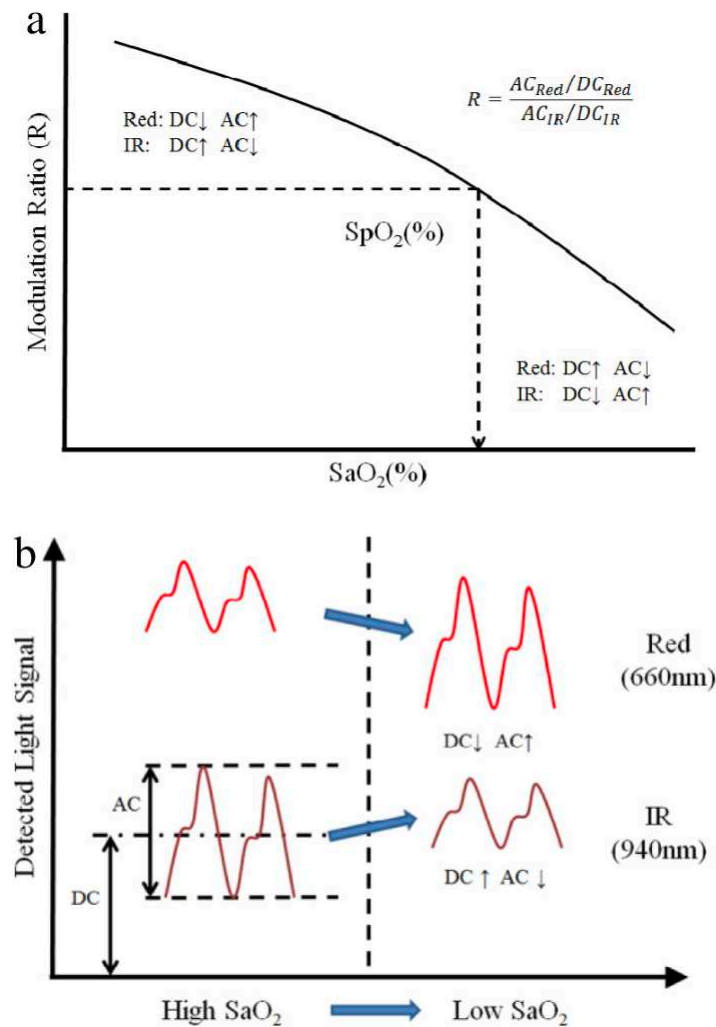 a
Modulation Ratio (R)
Red: DC↓ AC↑
IR: DC↑ AC↓
R = (AC_Red/DC_Red)/(AC_IR/DC_IR)
SpO₂(%)
Red: DC↑ AC↓
IR: DC↓ AC↑
SaO₂(%)
b
Detected Light Signal
Red
(660nm)
DC↓ AC↑
AC
DC
IR
(940nm)
DC ↑ AC ↓
High SaO₂
Low SaO₂